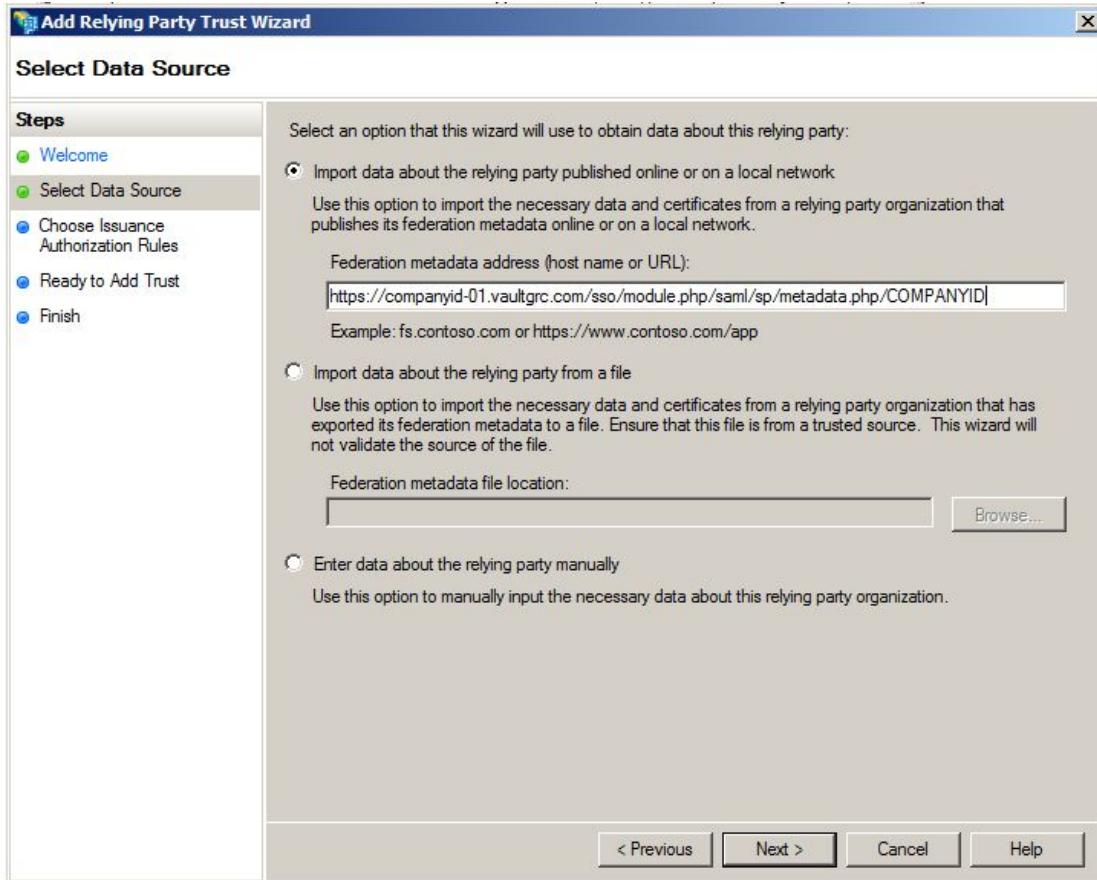 Add Relying Party Trust Wizard
Select Data Source
Steps
Welcome
Select Data Source
Choose Issuance
Authorization Rules
Ready to Add Trust
Finish
Select an option that this wizard will use to obtain data about this relying party:
Import data about the relying party published online or on a local network
Use this option to import the necessary data and certificates from a relying party organization that
publishes its federation metadata online or on a local network.
Federation metadata address (host name or URL):
https://companyid-01.vaultgrc.com/sso/module.php/saml/sp/metadata.php/COMPANYID
Example: fs.contoso.com or https://www.contoso.com/app
Import data about the relying party from a file
Use this option to import the necessary data and certificates from a relying party organization that has
exported its federation metadata to a file. Ensure that this file is from a trusted source.  This wizard will
not validate the source of the file.
Federation metadata file location:
Browse...
Enter data about the relying party manually
Use this option to manually input the necessary data about this relying party organization.
< Previous
Next >
Cancel
Help